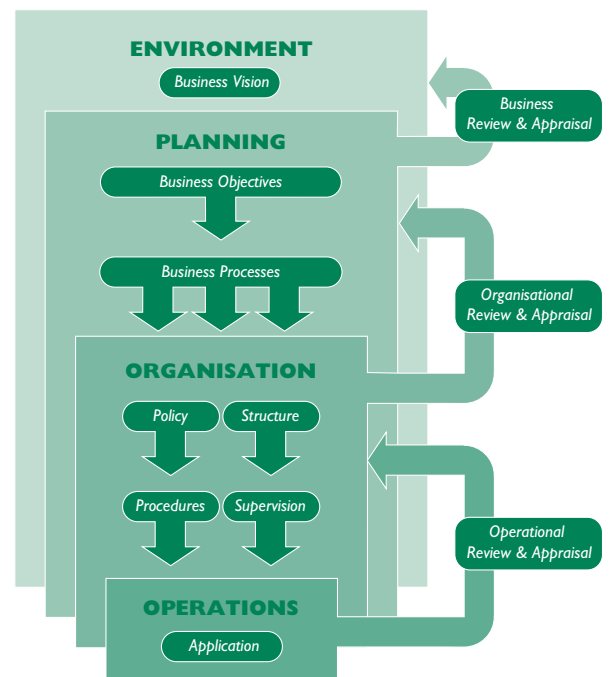 ENVIRONMENT
Business Vision
Business
Review & Appraisal
PLANNING
Business Objectives
Business Processes
Organisational
Review & Appraisal
ORGANISATION
Policy
Structure
Procedures
Supervision
Operational
Review & Appraisal
OPERATIONS
Application